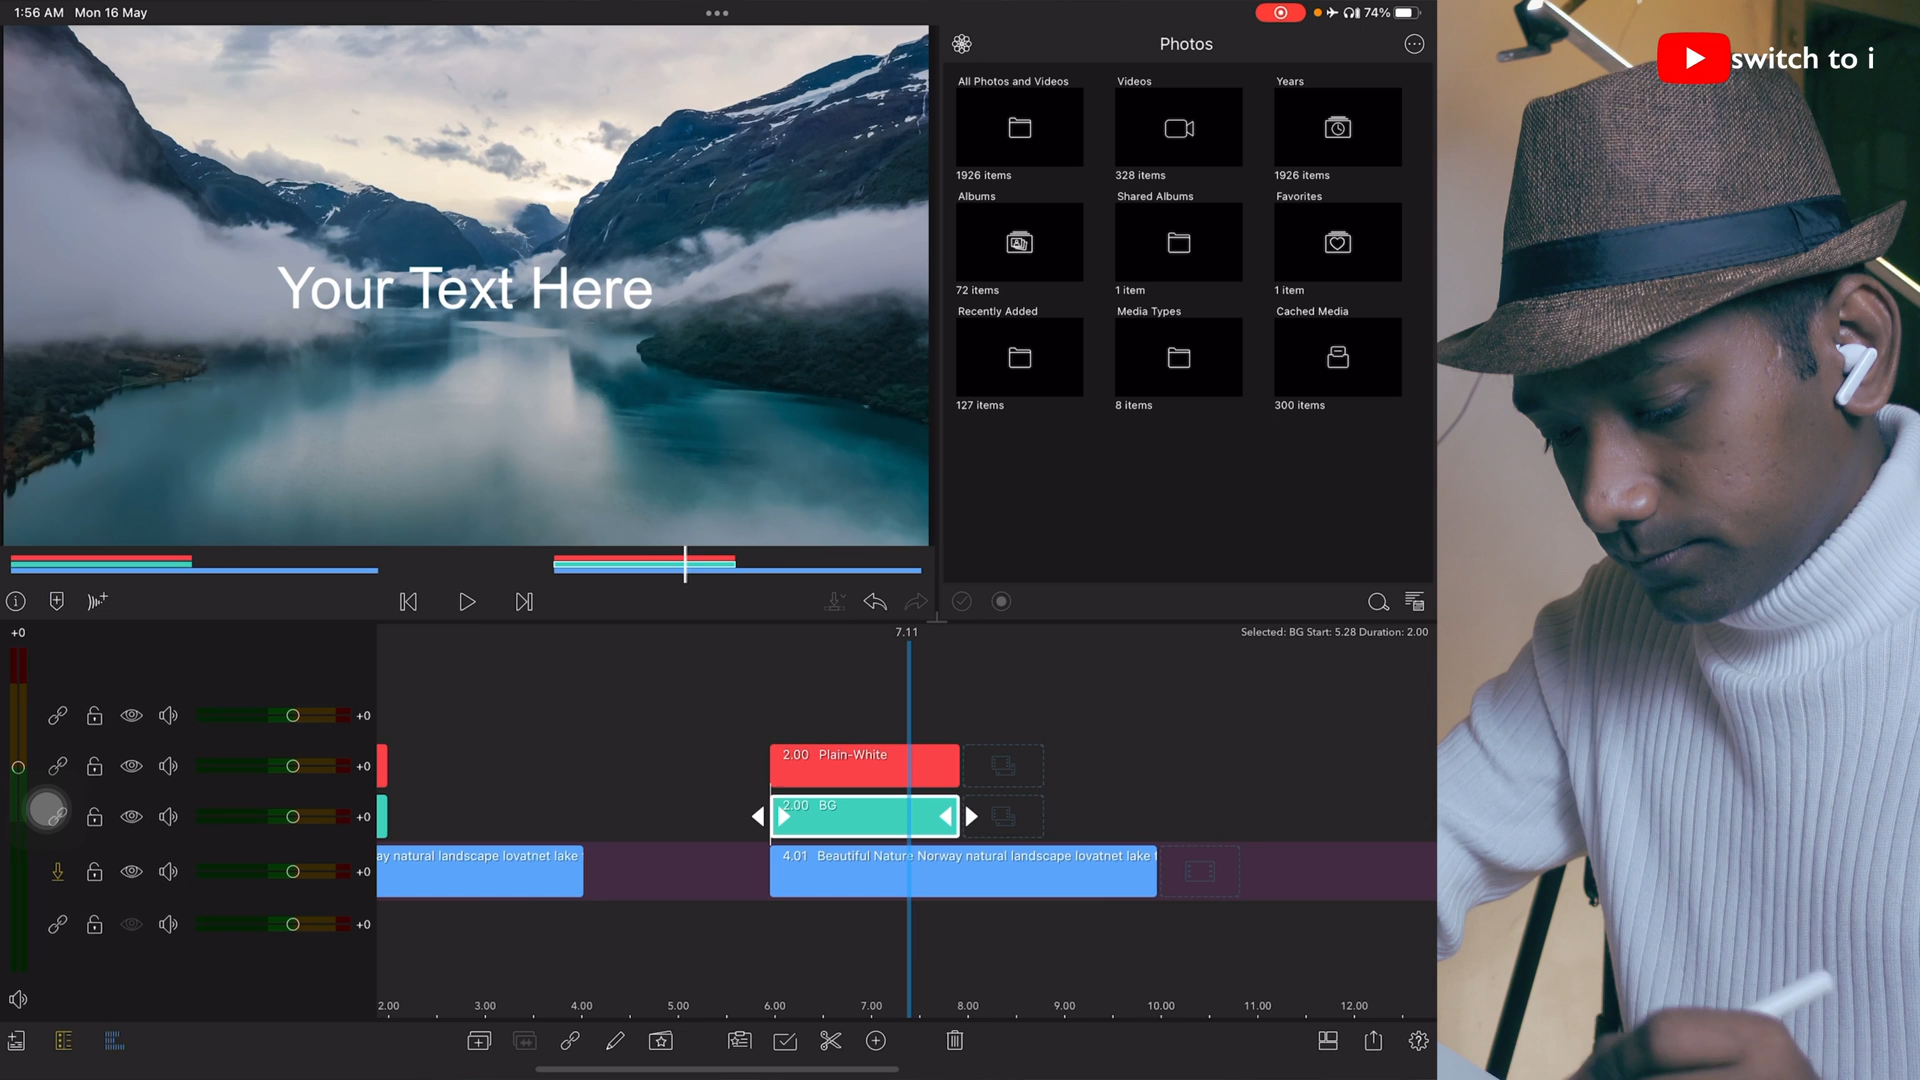 1:56 AM Mon 16 May
74%
switch to i
Photos
All Photos and Videos
Videos
Years
1926 items
328 items
1926 items
Albums
Shared Albums
Favorites
72 items
1 item
1 item
Recently Added
Media Types
Cached Media
127 items
8 items
300 items
Your Text Here
+0
7.11
Selected: BG Start: 5.28 Duration: 2.00
+0
+0
+0
+0
+0
2.00 Plain-White
2.00 BG
ay natural landscape lovatnet lake
4.01 Beautiful Nature Norway natural landscape lovatnet lake
2.00 3.00 4.00 5.00 6.00 7.00 8.00 9.00 10.00 11.00 12.00